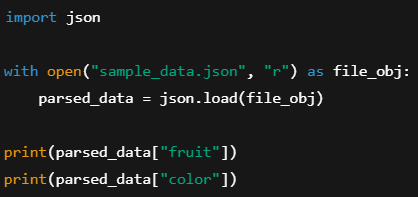 import json

with open("sample_data.json", "r") as file_obj:
    parsed_data = json.load(file_obj)

print(parsed_data["fruit"])
print(parsed_data["color"])